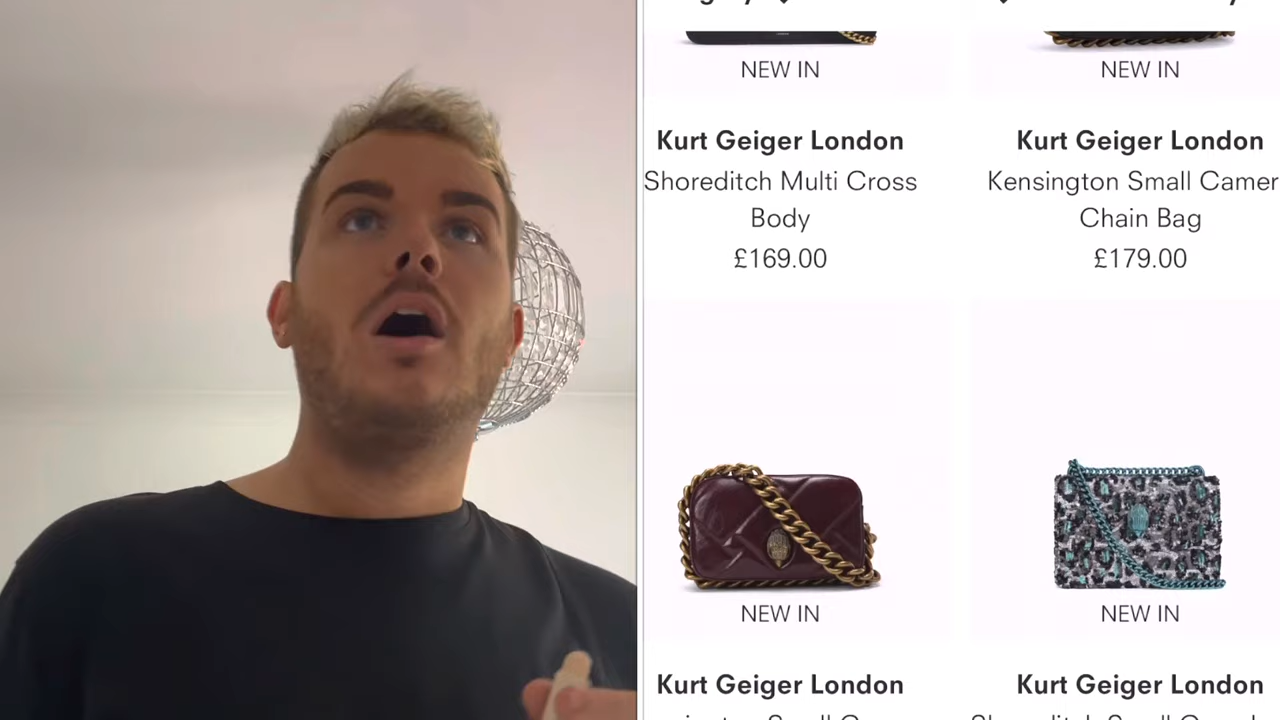 NEW IN
NEW IN
Kurt Geiger London
Shoreditch Multi Cross
Body
£169.00
Kurt Geiger London
Kensington Small Camer
Chain Bag
£179.00
NEW IN
NEW IN
Kurt Geiger London
Kurt Geiger London